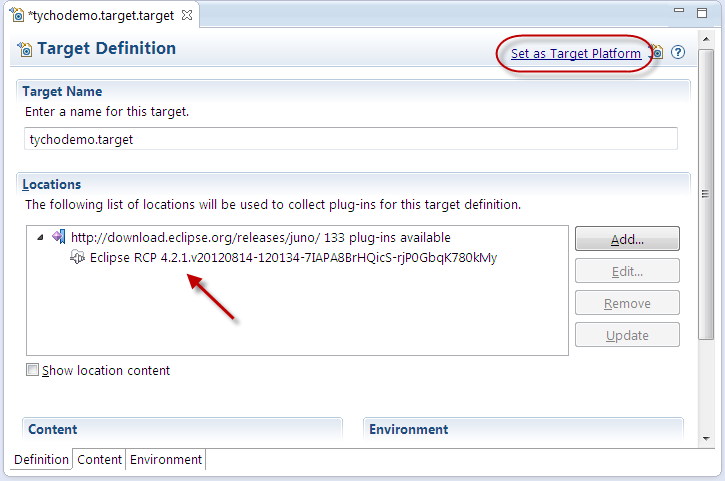 *tychodemo.target.target
Target Definition
Set as Target Platform
Target Name
Enter a name for this target.
tychodemo.target
Locations
The following list of locations will be used to collect plug-ins for this target definition.
http://download.eclipse.org/releases/juno/ 133 plug-ins available
Eclipse RCP 4.2.1.v20120814-120134-7IAPA8BrHQicS-rjP0GbqK780kMy
Add...
Edit...
Remove
Update
Show location content
Content
Environment
Definition Content Environment